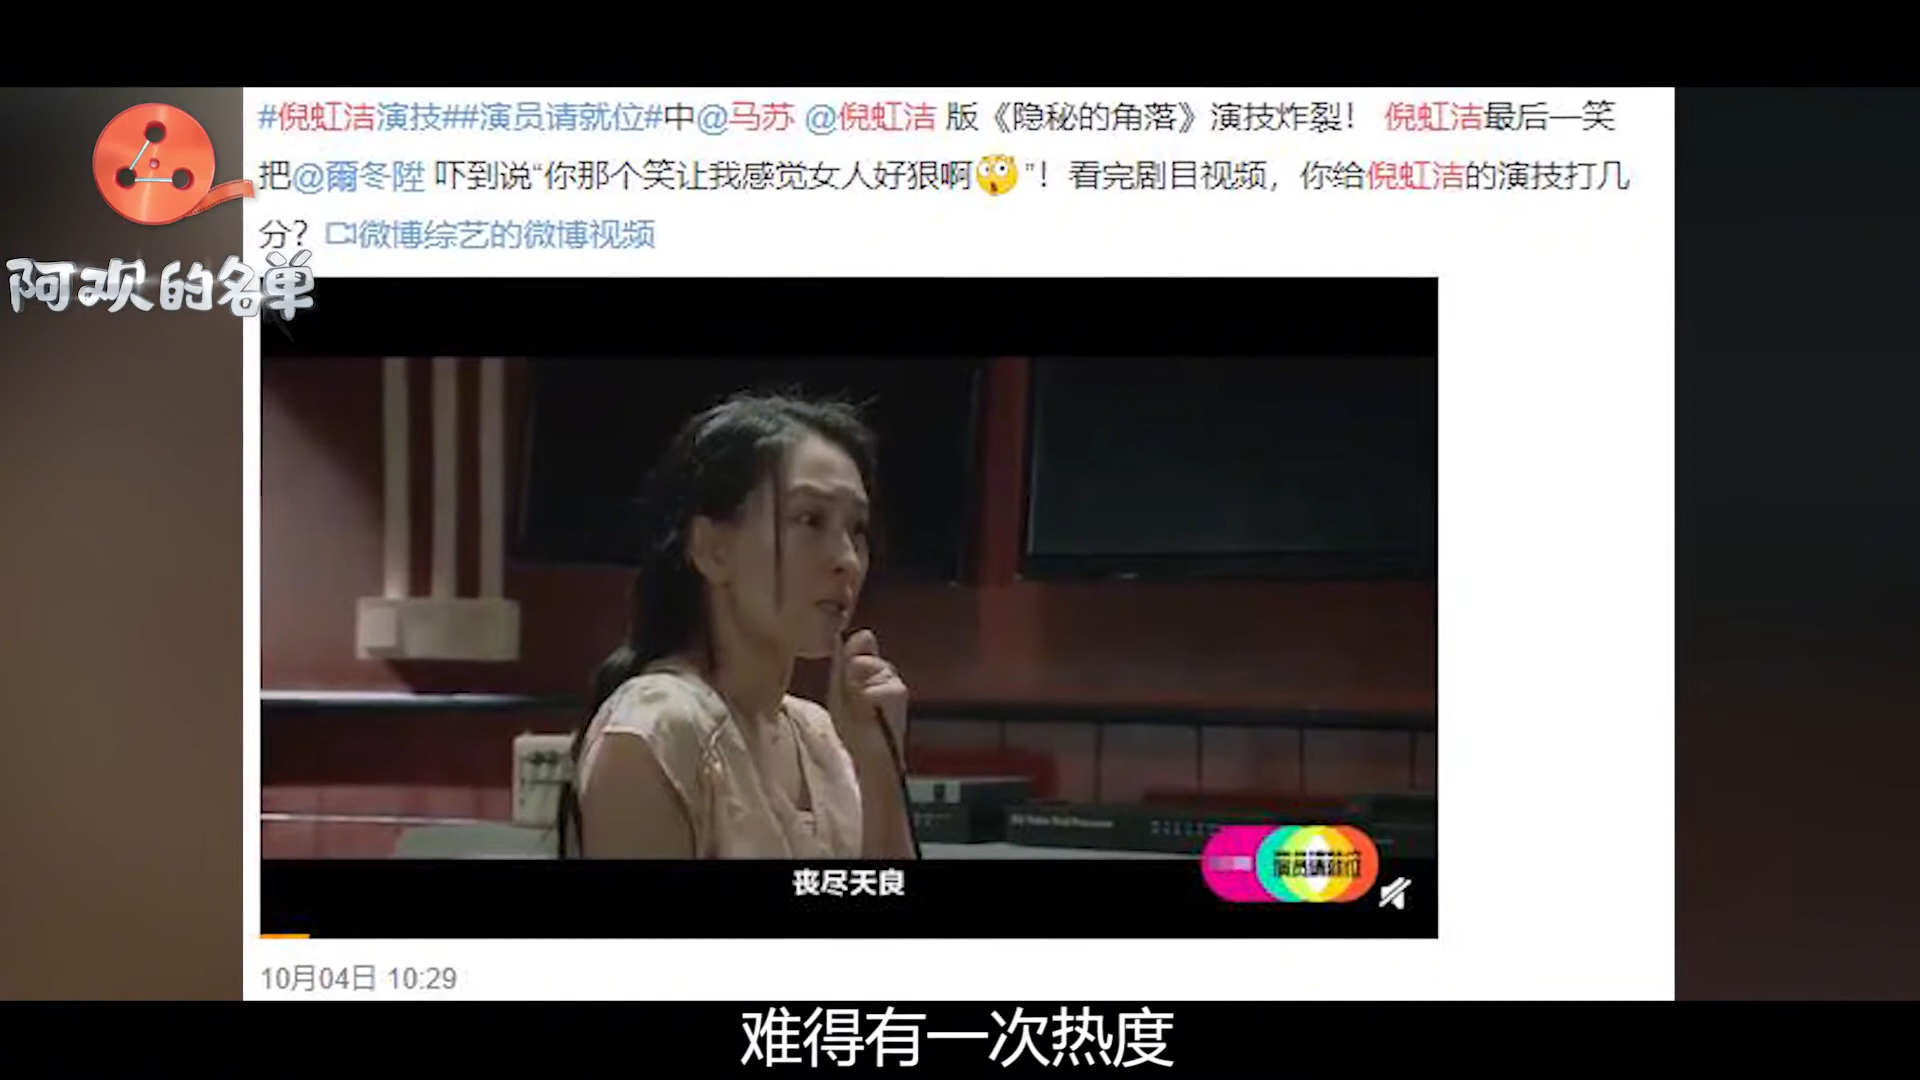 #倪虹洁演技##演员请就位#中@马苏 @倪虹洁 版《隐秘的角落》演技炸裂！ 倪虹洁最后一笑
把@爾冬陞 吓到说“你那个笑让我感觉女人好狠啊”！看完剧目视频，你给倪虹洁的演技打几
分？ 微博综艺的微博视频
阿欢的名单
丧尽天良
演员请就位
10月04日 10:29
难得有一次热度